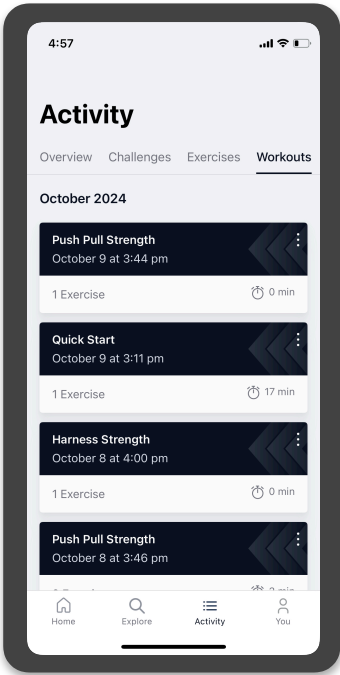 4:57
Activity
Overview Challenges Exercises Workouts
October 2024
Push Pull Strength
October 9 at 3:44 pm
1 Exercise 0 min
Quick Start
October 9 at 3:11 pm
1 Exercise 17 min
Harness Strength
October 8 at 4:00 pm
1 Exercise 0 min
Push Pull Strength
October 8 at 3:46 pm
Home Explore Activity You